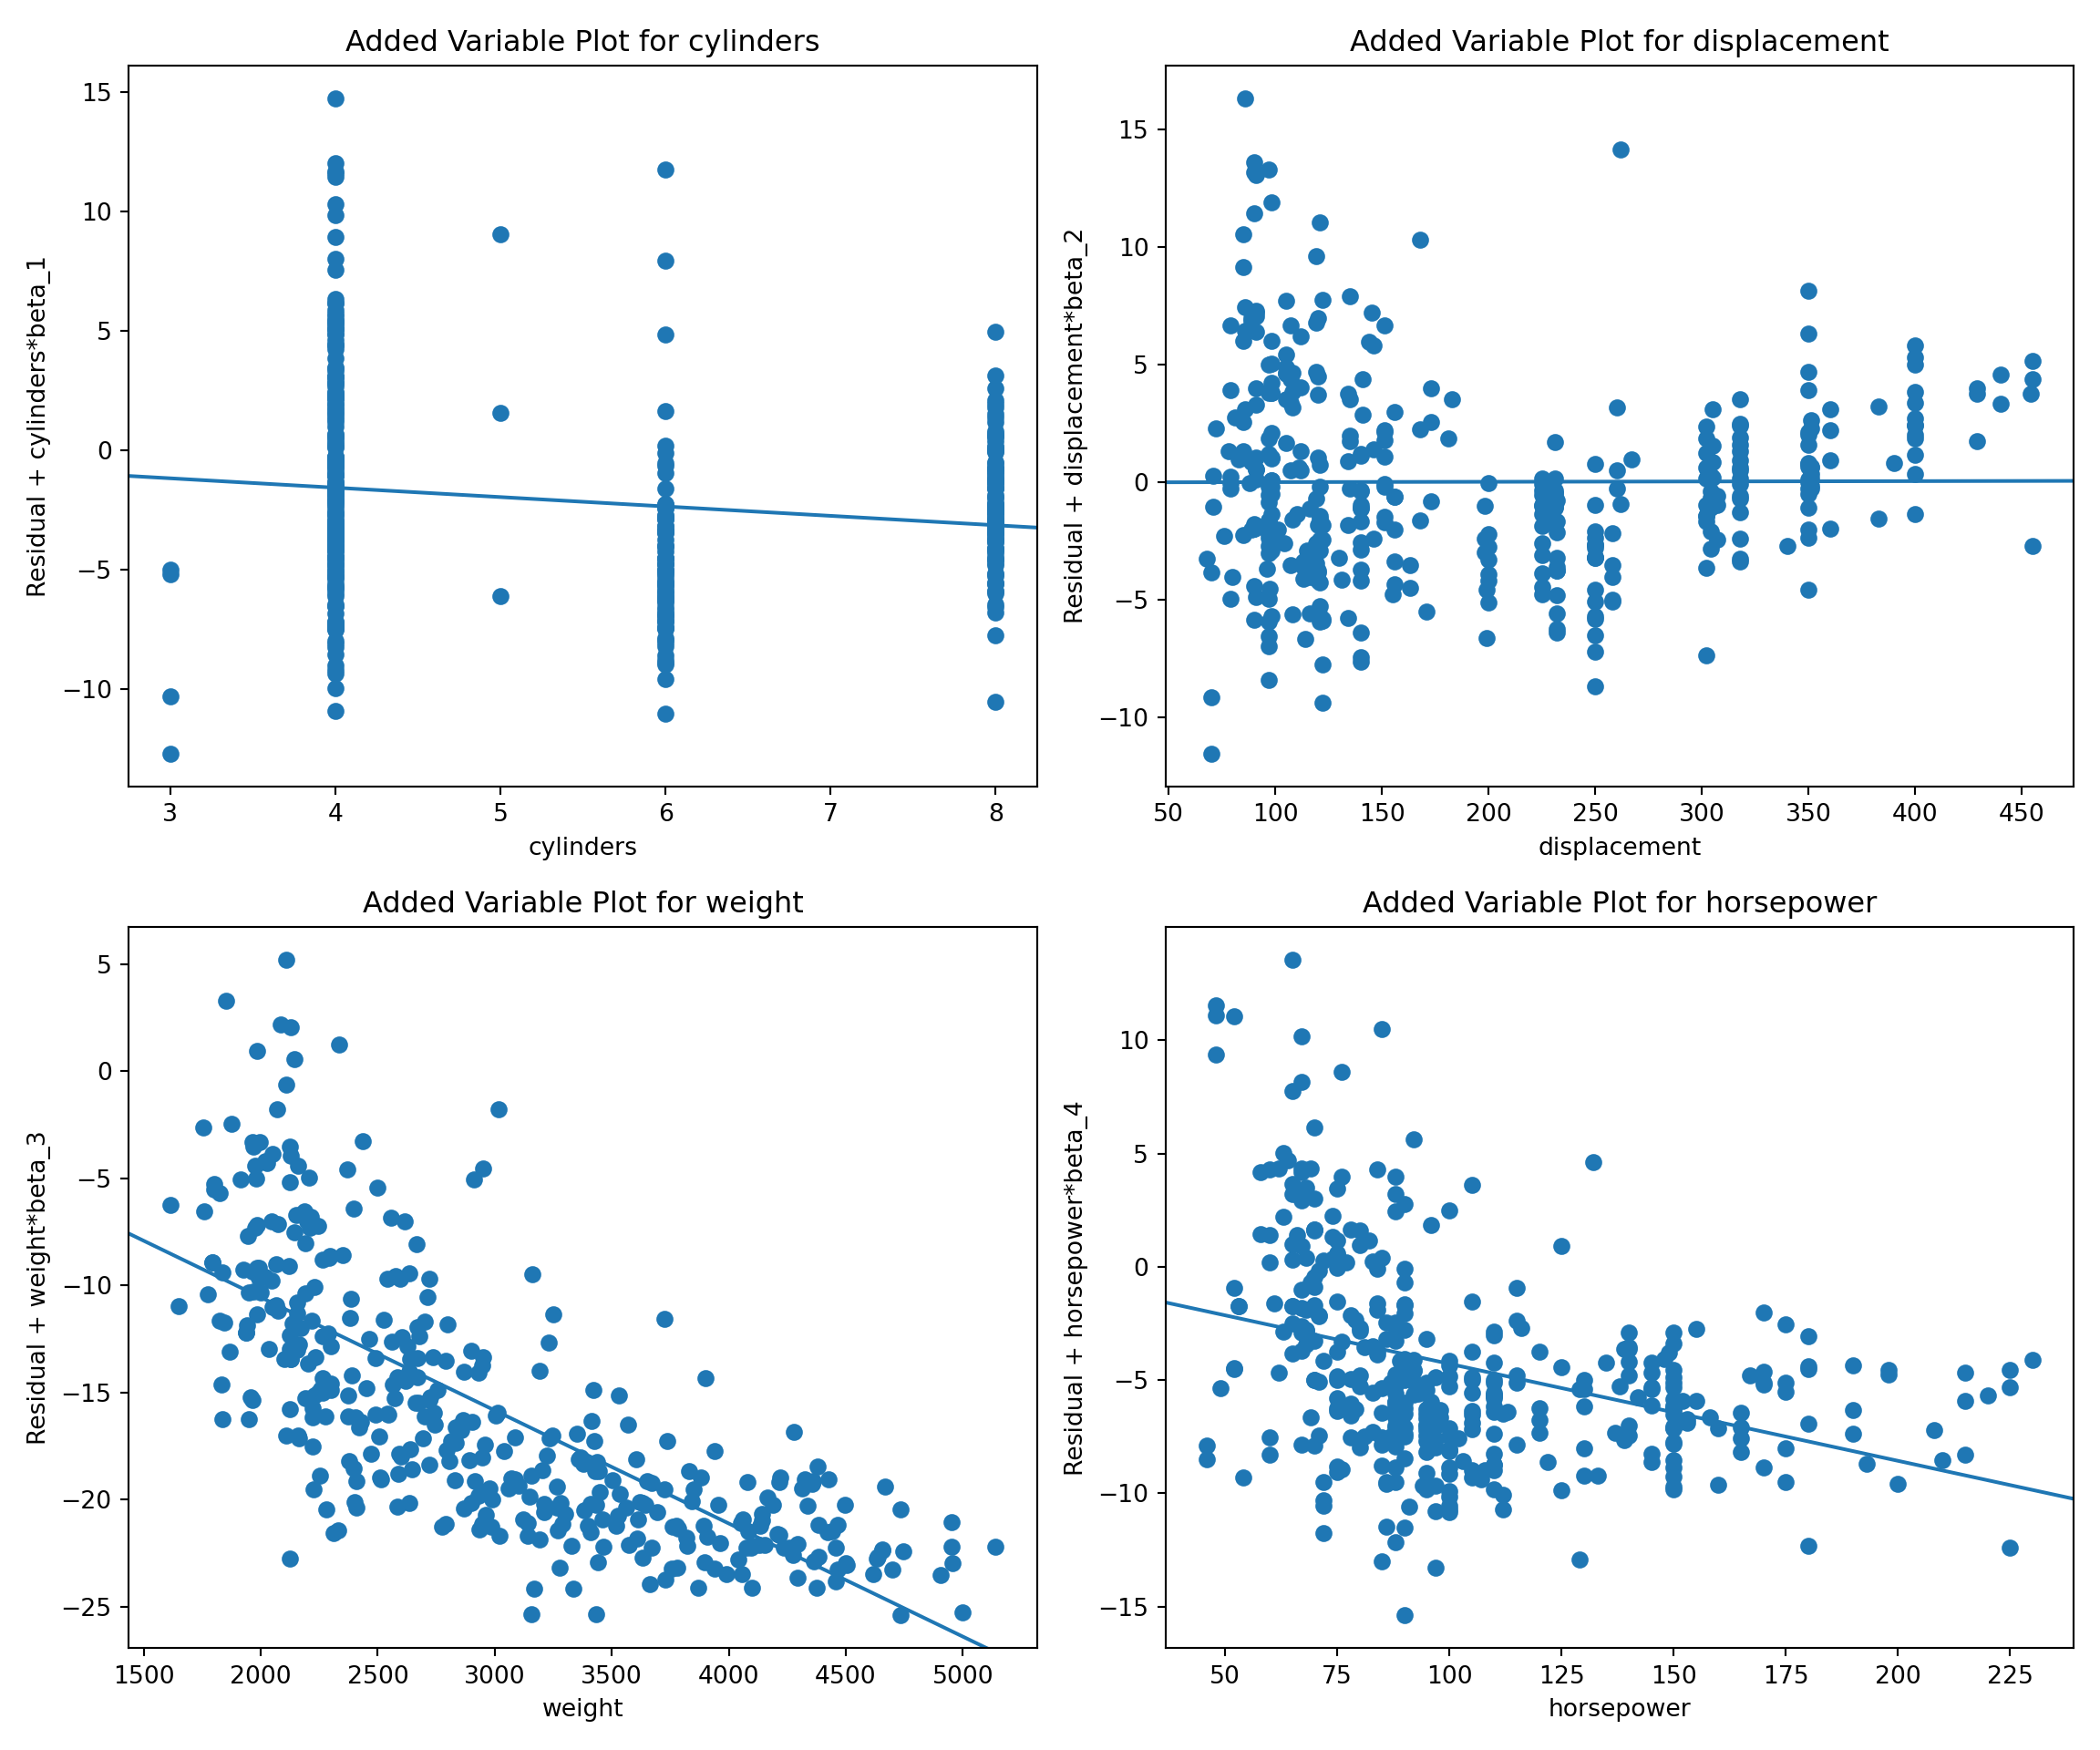 Added Variable Plot for cylinders
Residual + cylinders*beta_1
15
10
5
0
−5
−10
3 4 5 6 7 8
cylinders
Added Variable Plot for displacement
Residual + displacement*beta_2
15
10
5
0
−5
−10
50 100 150 200 250 300 350 400 450
displacement
Added Variable Plot for weight
Residual + weight*beta_3
5
0
−5
−10
−15
−20
−25
1500 2000 2500 3000 3500 4000 4500 5000
weight
Added Variable Plot for horsepower
Residual + horsepower*beta_4
10
5
0
−5
−10
−15
50 75 100 125 150 175 200 225
horsepower